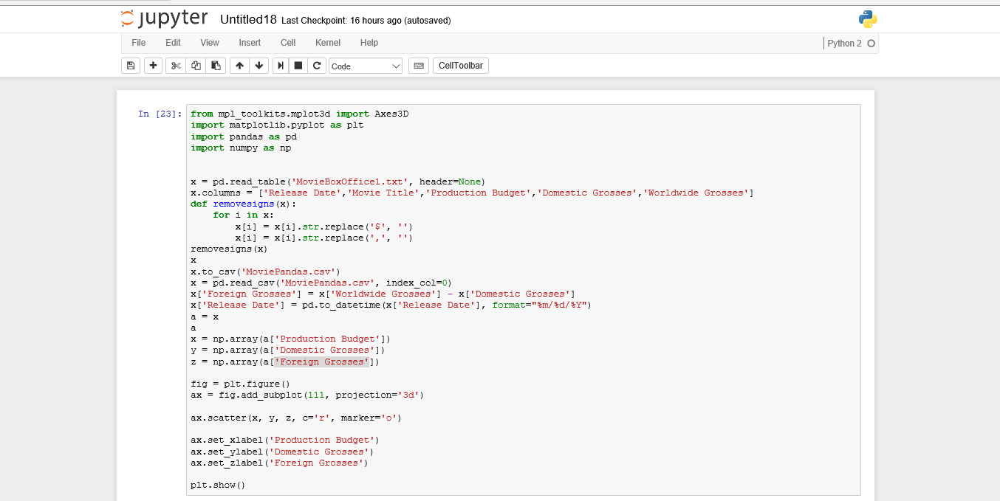 jupyter Untitled18 Last Checkpoint: 16 hours ago (autosaved)
File Edit View Insert Cell Kernel Help Python 2
Code CellToolbar
In [23]: from mpl_toolkits.mplot3d import Axes3D
import matplotlib.pyplot as plt
import pandas as pd
import numpy as np
x = pd.read_table('MovieBoxOffice1.txt', header=None)
x.columns = ['Release Date','Movie Title','Production Budget','Domestic Grosses','Worldwide Grosses']
def removesigns(x):
    for i in x:
        x[i] = x[i].str.replace('$', '')
        x[i] = x[i].str.replace(',', '')
removesigns(x)
x
x.to_csv('MoviePandas.csv')
x = pd.read_csv('MoviePandas.csv', index_col=0)
x['Foreign Grosses'] = x['Worldwide Grosses'] - x['Domestic Grosses']
x['Release Date'] = pd.to_datetime(x['Release Date'], format="%m/%d/%Y")
a = x
a
x = np.array(a['Production Budget'])
y = np.array(a['Domestic Grosses'])
z = np.array(a['Foreign Grosses'])
fig = plt.figure()
ax = fig.add_subplot(111, projection='3d')
ax.scatter(x, y, z, c='r', marker='o')
ax.set_xlabel('Production Budget')
ax.set_ylabel('Domestic Grosses')
ax.set_zlabel('Foreign Grosses')
plt.show()